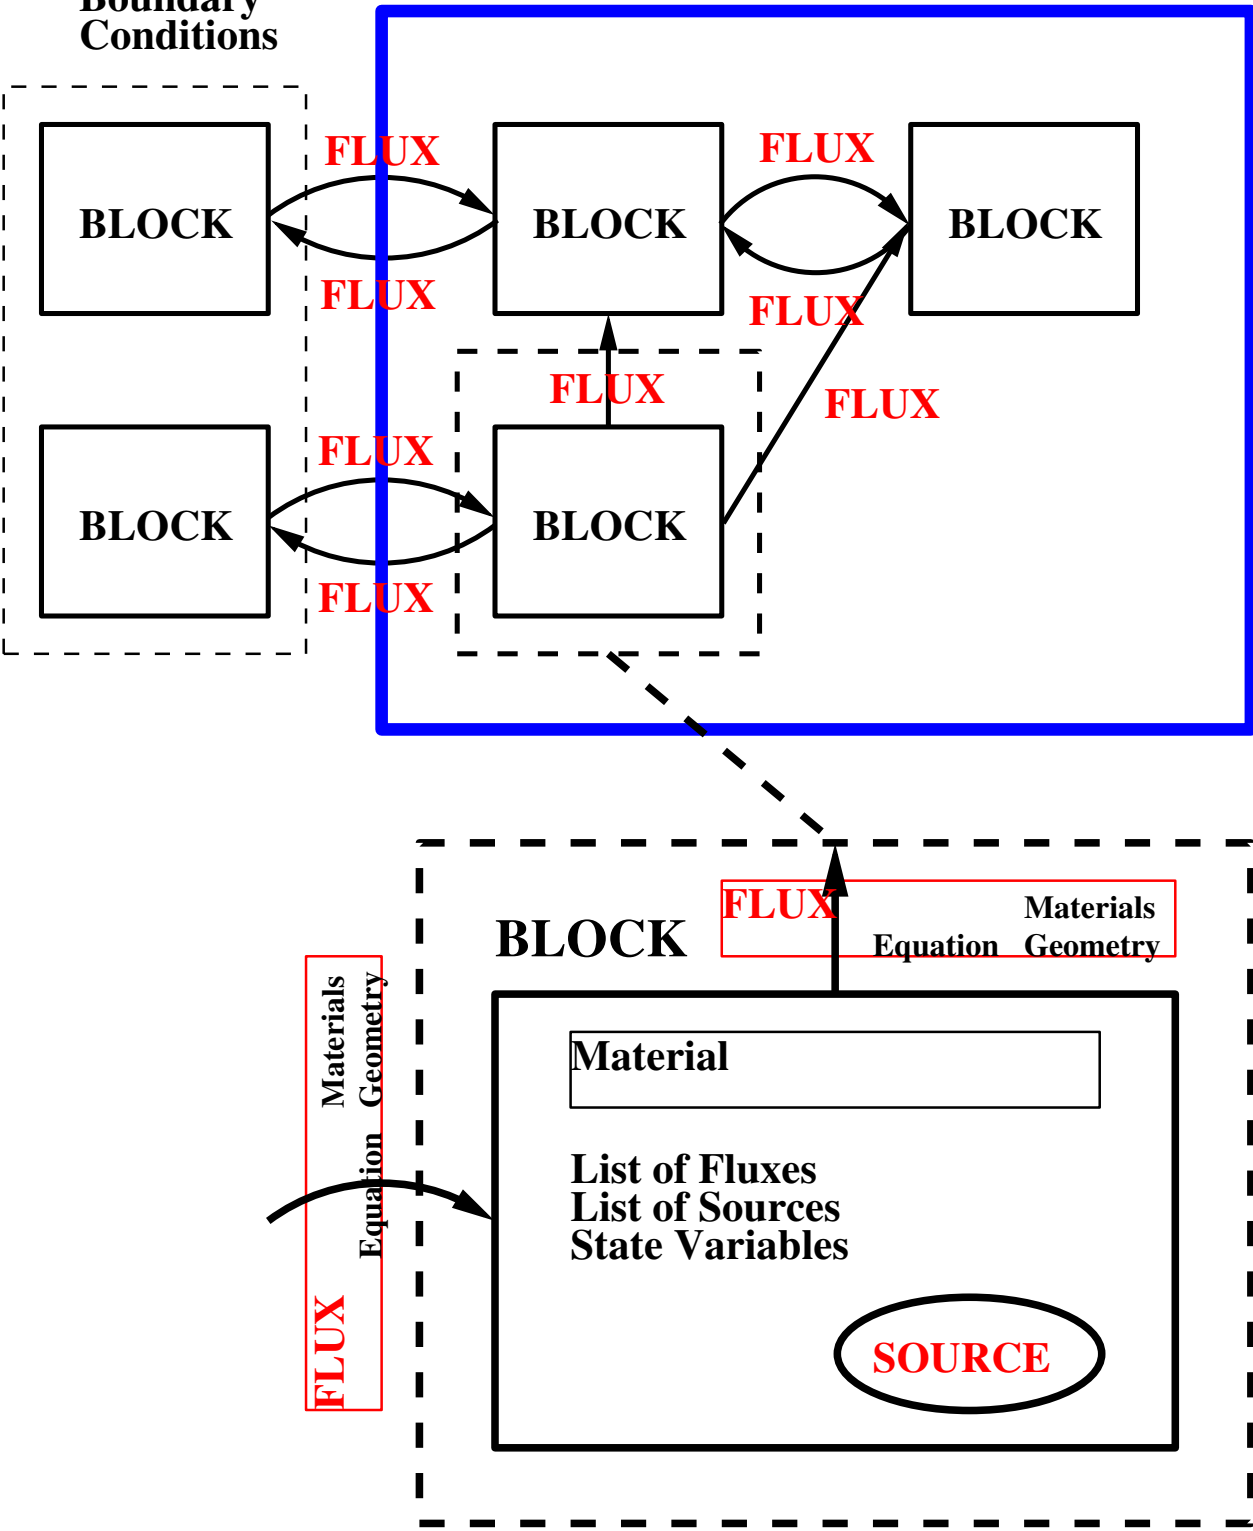 Boundary
Conditions
FLUX
FLUX
BLOCK
BLOCK
BLOCK
FLUX
FLUX
FLUX
FLUX
FLUX
BLOCK
BLOCK
FLUX
FLUX
Materials
BLOCK
Equation Geometry
Material
List of Fluxes
List of Sources
State Variables
SOURCE
FLUX
Materials
Equation Geometry